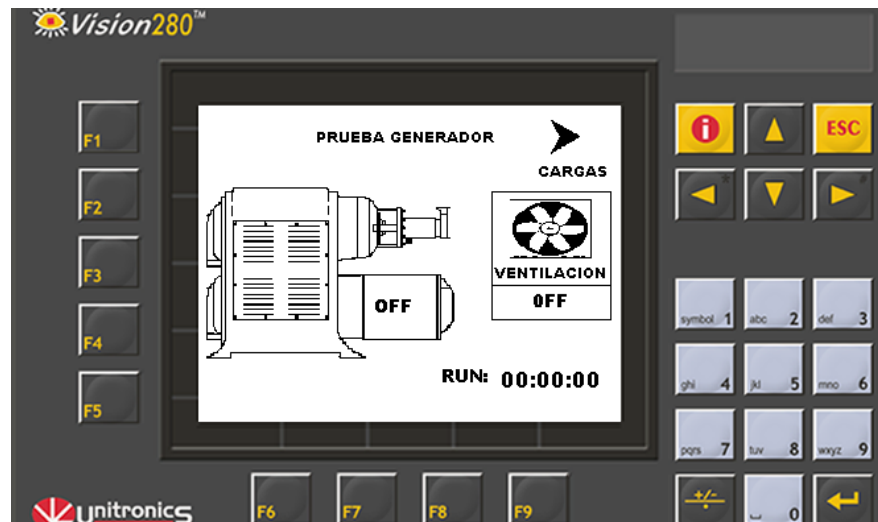 Vision280™
F1
F2
F3
F4
F5
PRUEBA GENERADOR
CARGAS
VENTILACION
OFF
OFF
RUN: 00:00:00
i
ESC
*
#
symbol 1
abc 2
def 3
ghi 4
jkl 5
mno 6
pqrs 7
tuv 8
wxyz 9
+/-
0
F6
F7
F8
F9
unitronics